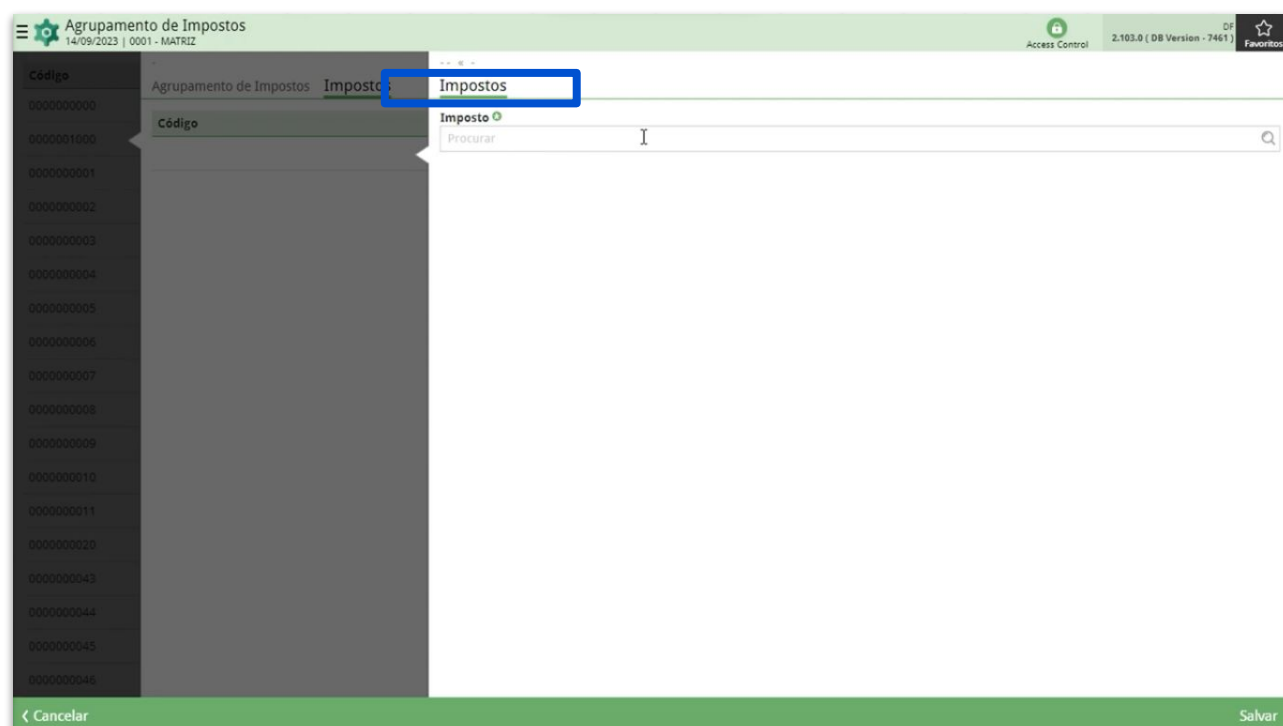 Agrupamento de Impostos
14/09/2023 | 0001 - MATRIZ
Access Control
DF
2.103.0 ( DB Version - 7461 )
Favoritos
Código
0000000000
0000001000
0000000001
0000000002
0000000003
0000000004
0000000005
0000000006
0000000007
0000000008
0000000009
0000000010
0000000011
0000000020
0000000043
0000000044
0000000045
0000000046
-
Agrupamento de Impostos Impostos
Código
-- « -
Impostos
Imposto
Procurar
Cancelar
Salvar